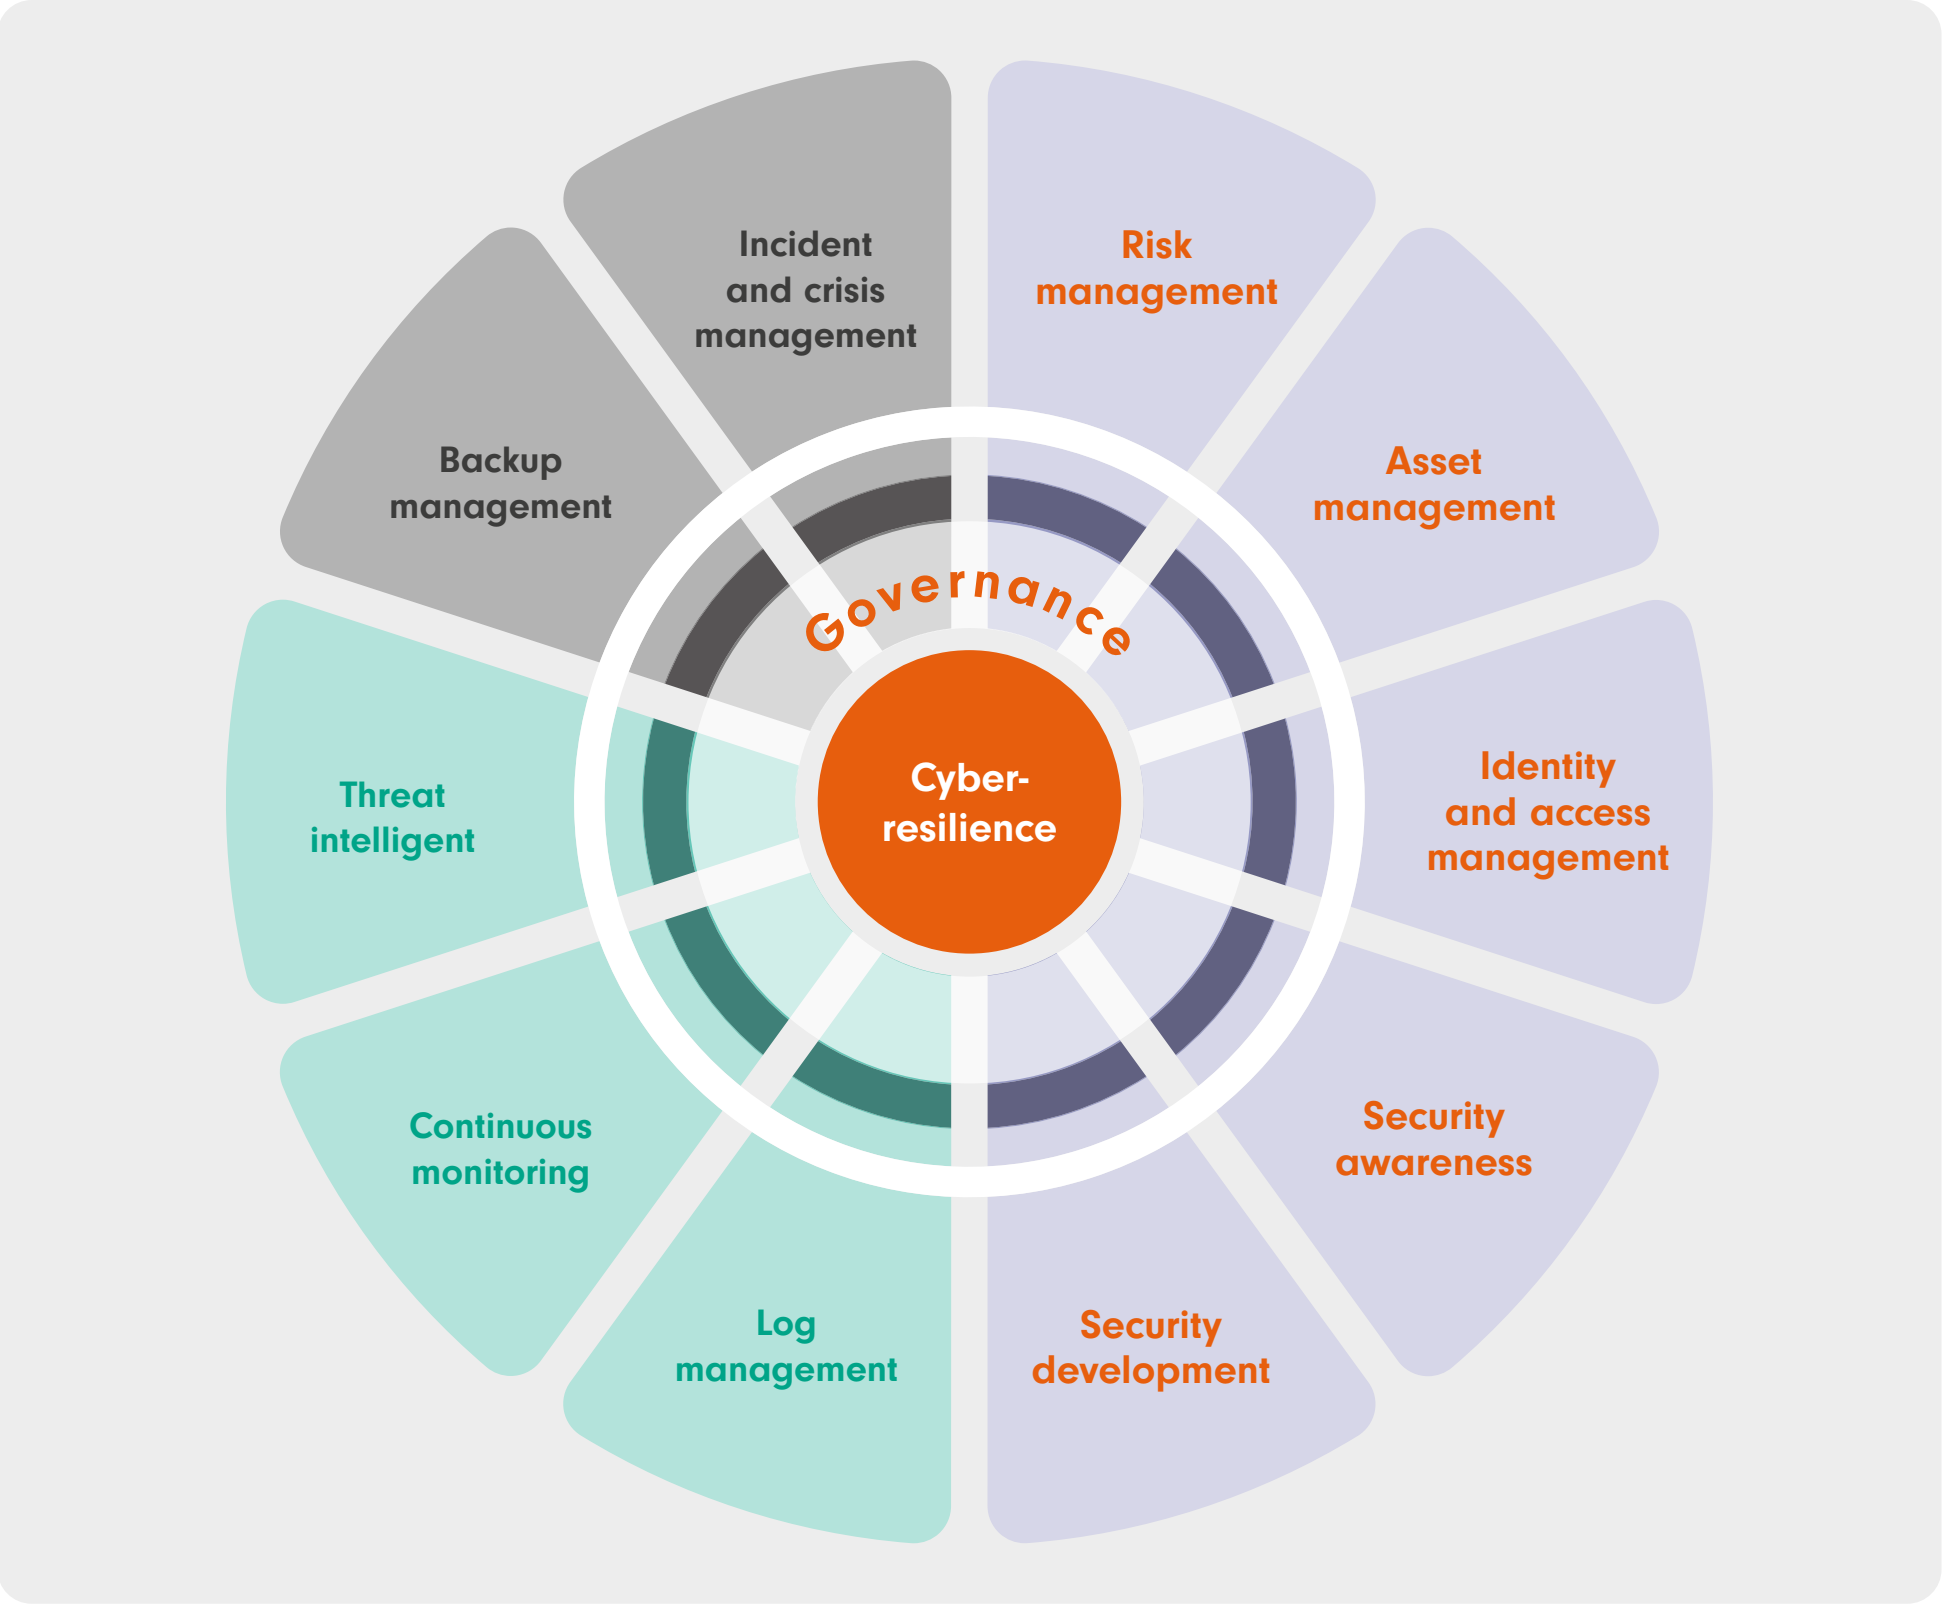 Incident
and crisis
management
Risk
management
Backup
management
Asset
management
Governance
Threat
intelligent
Cyber-
resilience
Identity
and access
management
Continuous
monitoring
Security
awareness
Log
management
Security
development